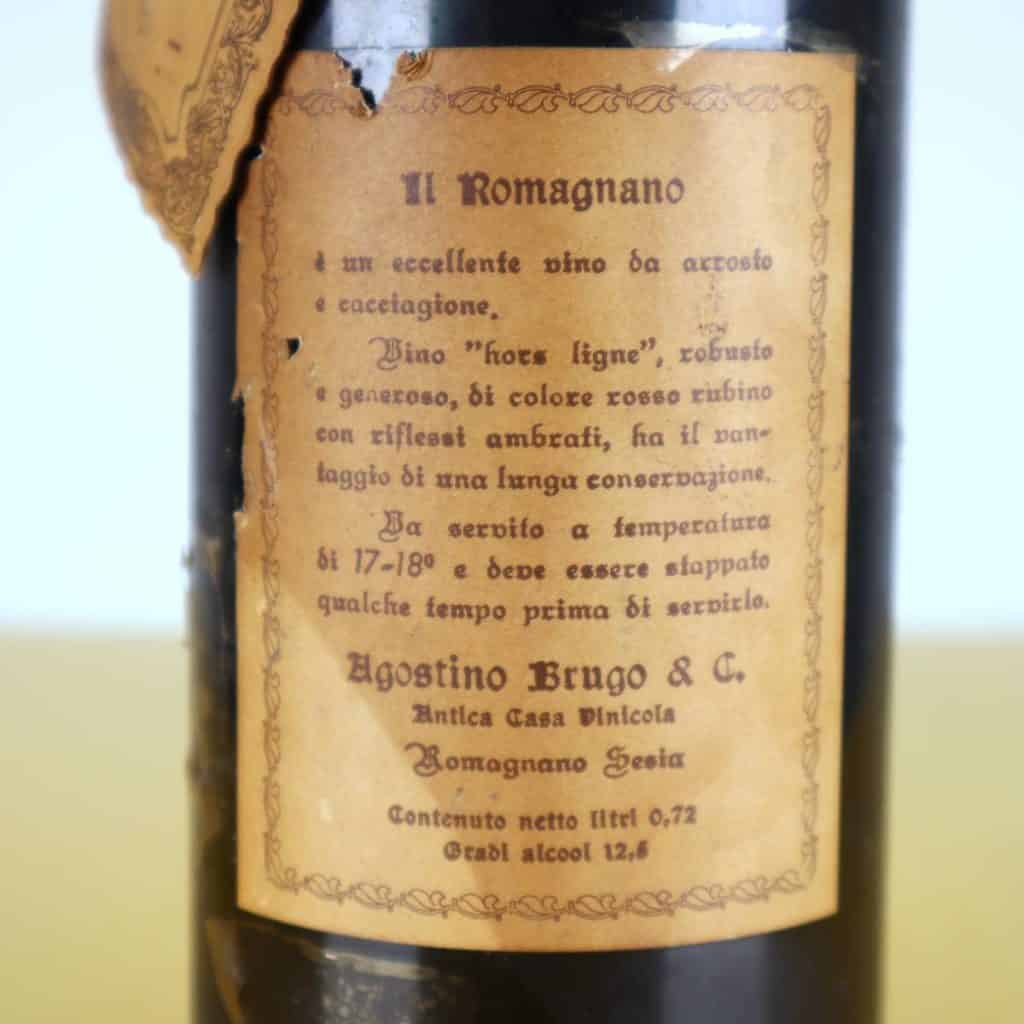 Il Romagnano
è un eccellente vino da arrosto
e cacciagione.
Vino "hors ligne", robusto
e generoso, di colore rosso rubino
con riflessi ambrati, ha il van-
taggio di una lunga conservazione.
Va servito a temperatura
di 17-18º e deve essere stappato
qualche tempo prima di servirlo.
Agostino Brugo & C.
Antica Casa Vinicola
Romagnano Sesia
Contenuto netto litri 0,72
Gradi alcool 12,5